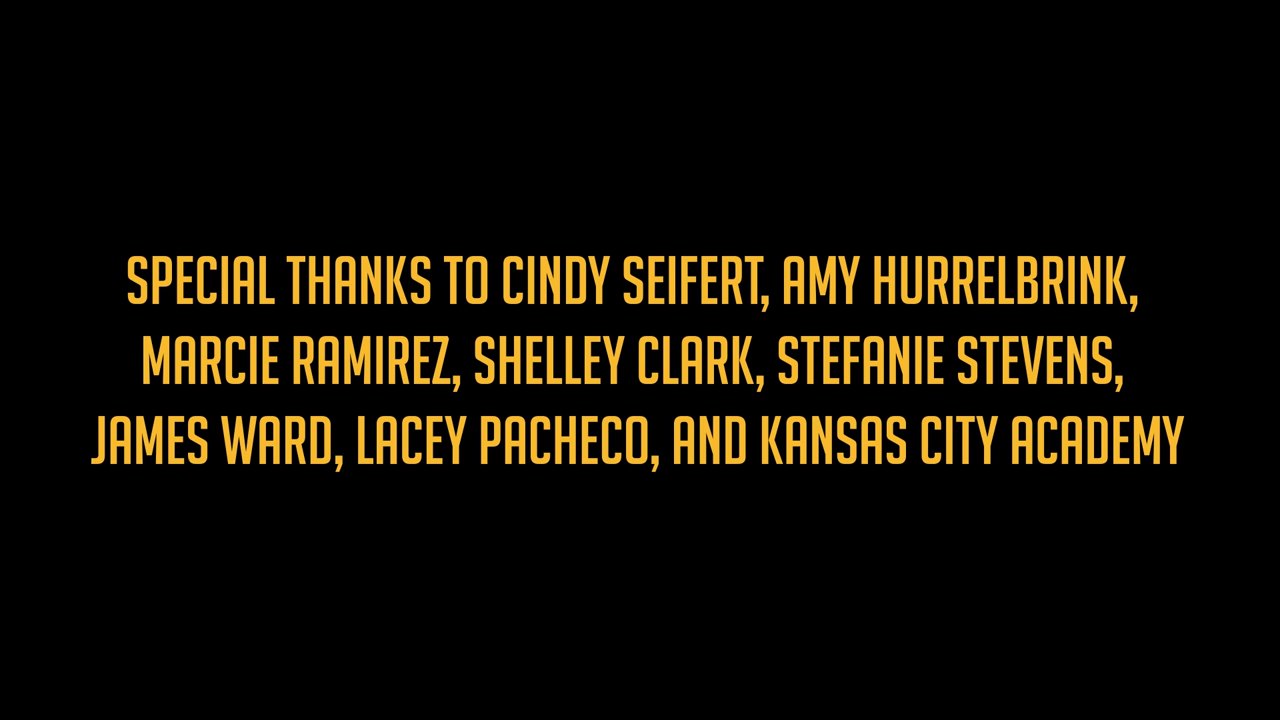 SPECIAL THANKS TO CINDY SEIFERT, AMY HURRELBRINK,
MARCIE RAMIREZ, SHELLEY CLARK, STEFANIE STEVENS,
JAMES WARD, LACEY PACHECO, AND KANSAS CITY ACADEMY